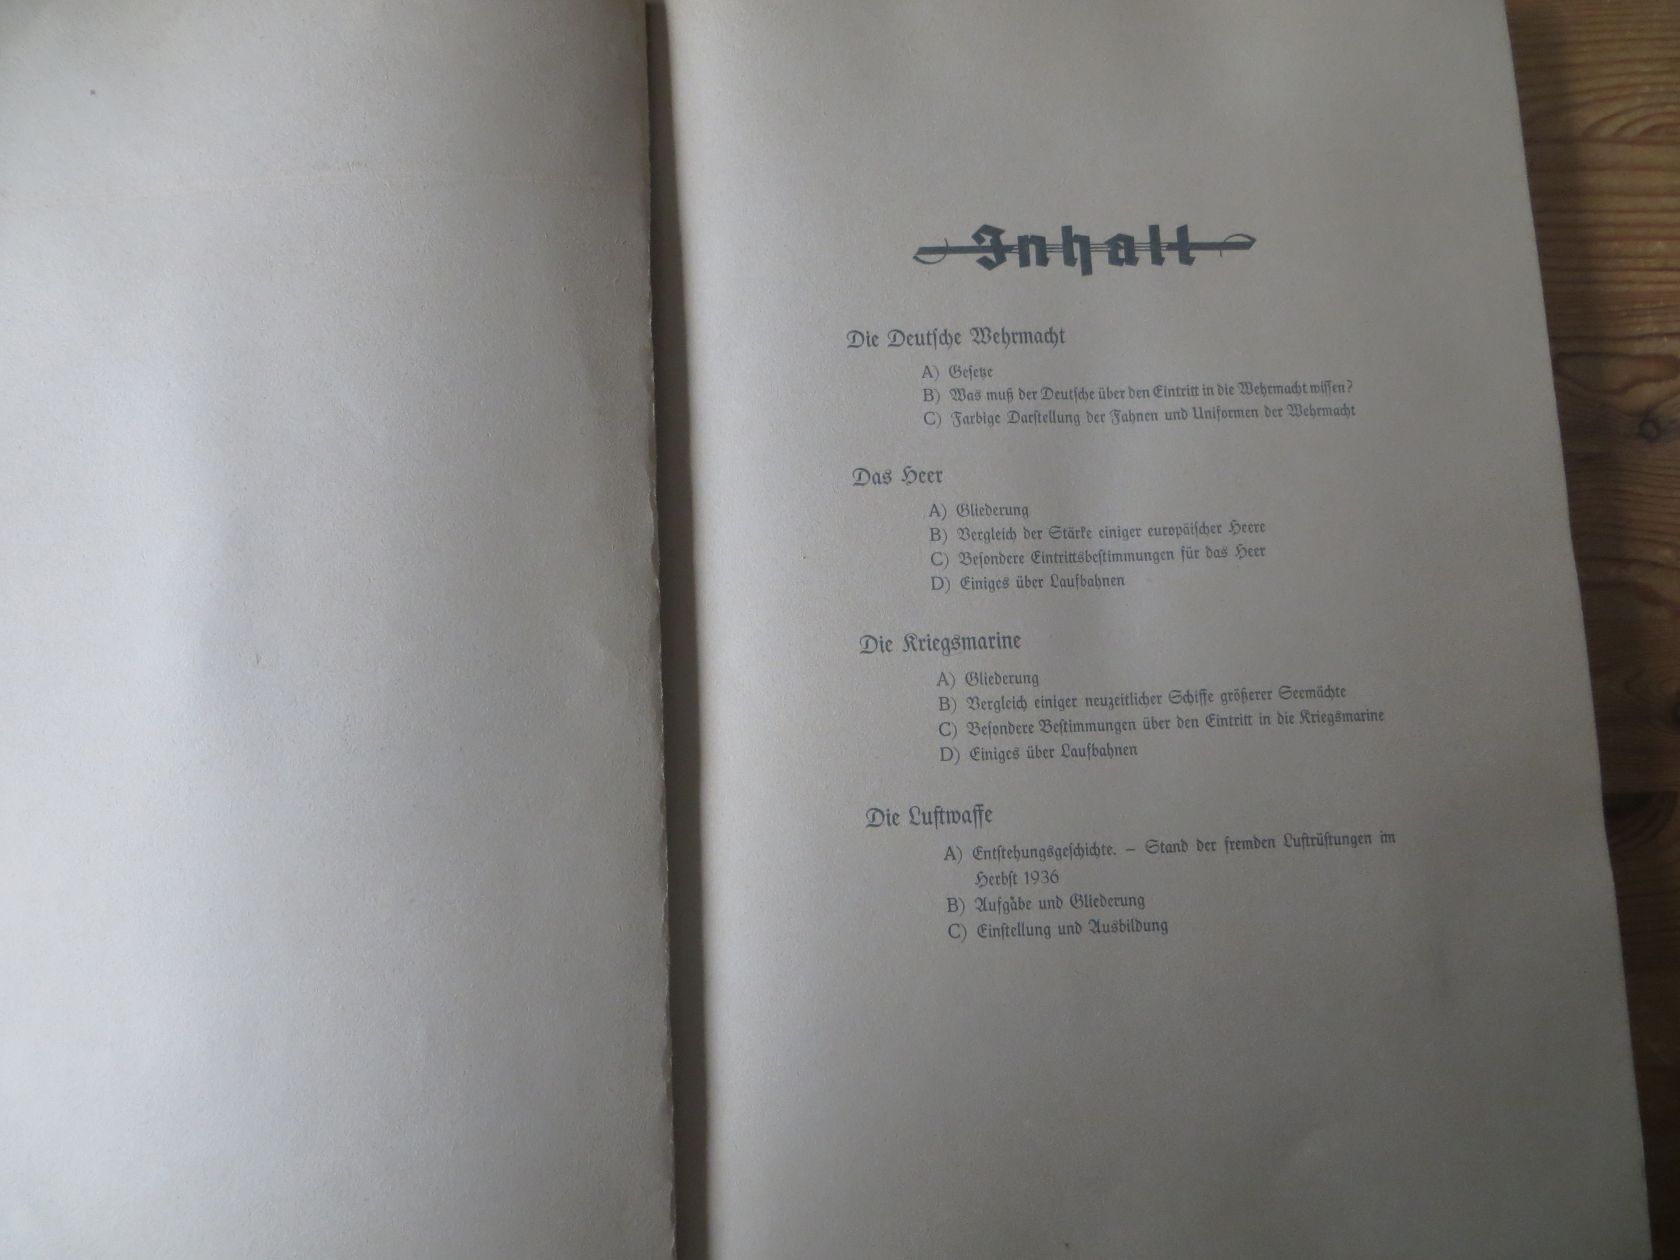 Inhalt
Die Deutsche Wehrmacht
A) Gesetze
B) Was muß der Deutsche über den Eintritt in die Wehrmacht wissen?
C) Farbige Darstellung der Fahnen und Uniformen der Wehrmacht
Das Heer
A) Gliederung
B) Vergleich der Stärke einiger europäischer Heere
C) Besondere Eintrittsbestimmungen für das Heer
D) Einiges über Laufbahnen
Die Kriegsmarine
A) Gliederung
B) Vergleich einiger neuzeitlicher Schiffe größerer Seemächte
C) Besondere Bestimmungen über den Eintritt in die Kriegsmarine
D) Einiges über Laufbahnen
Die Luftwaffe
A) Entstehungsgeschichte. – Stand der fremden Luftrüstungen im
Herbst 1936
B) Aufgabe und Gliederung
C) Einstellung und Ausbildung